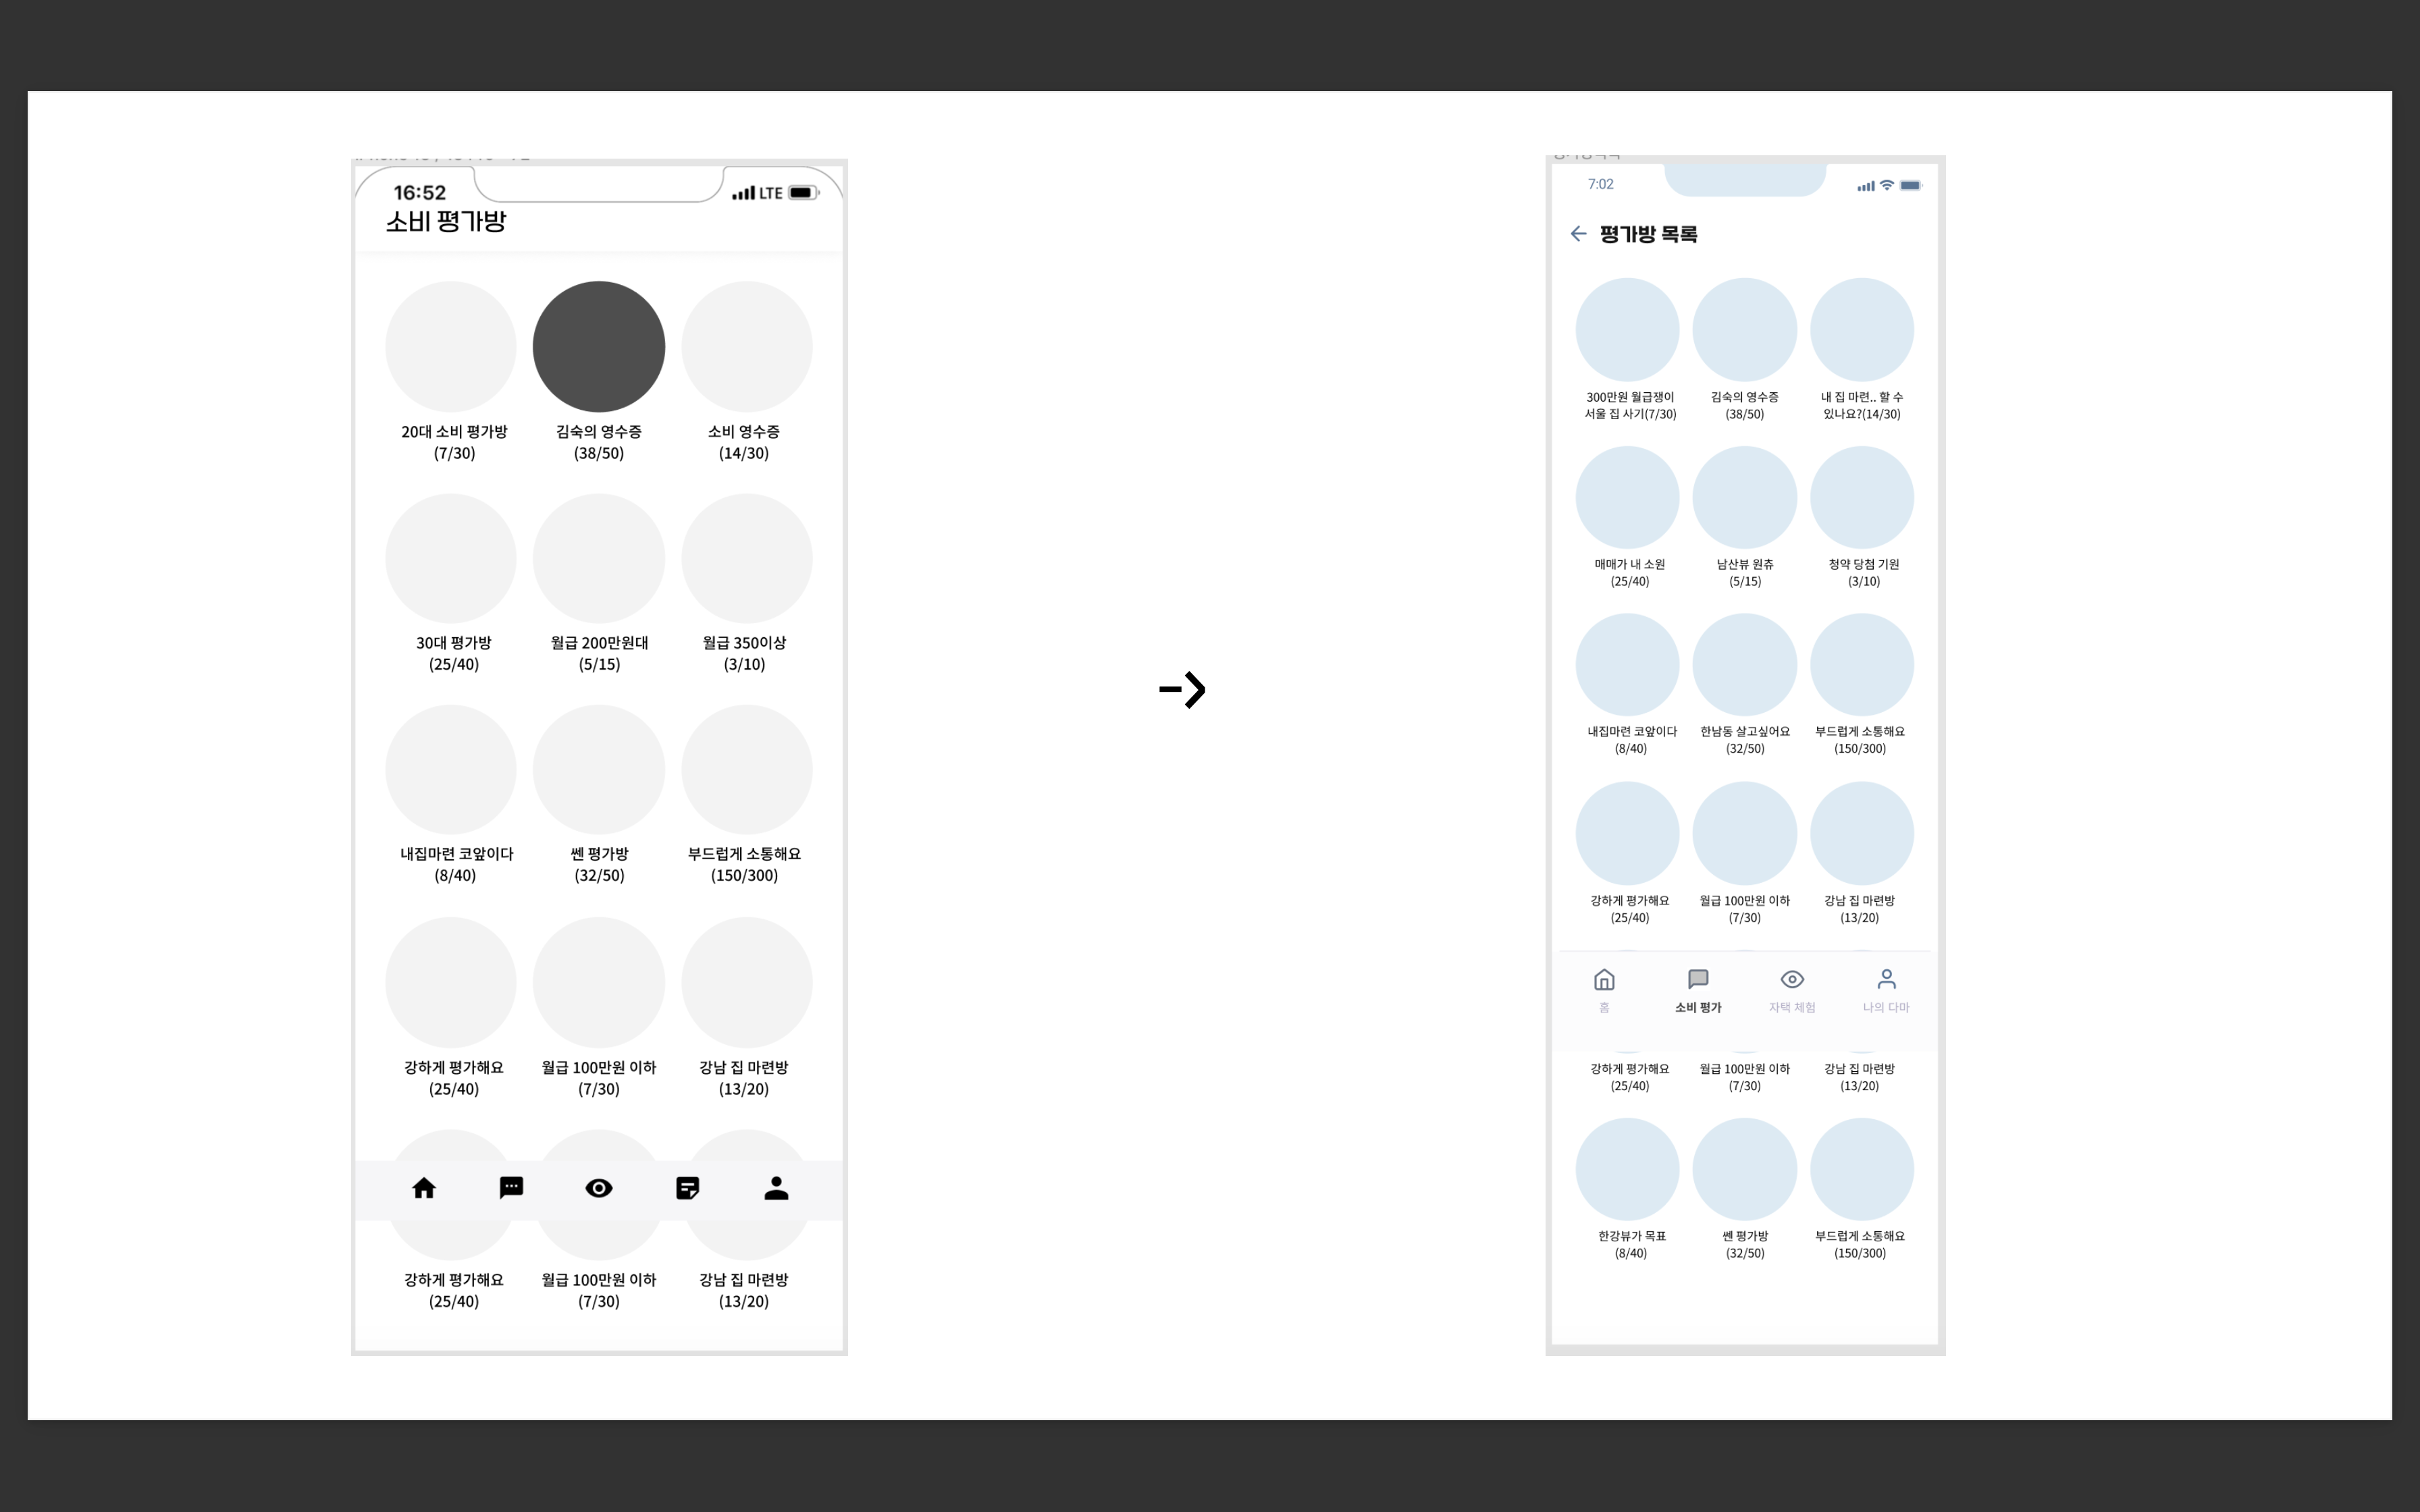 16:52
LTE
소비 평가방
20대 소비 평가방
(7/30)
김숙의 영수증
(38/50)
소비 영수증
(14/30)
30대 평가방
(25/40)
월급 200만원대
(5/15)
월급 350이상
(3/10)
내집마련 코앞이다
(8/40)
쎈 평가방
(32/50)
부드럽게 소통해요
(150/300)
강하게 평가해요
(25/40)
월급 100만원 이하
(7/30)
강남 집 마련방
(13/20)
강하게 평가해요
(25/40)
월급 100만원 이하
(7/30)
강남 집 마련방
(13/20)
7:02
평가방 목록
300만원 월급쟁이
서울 집 사기(7/30)
김숙의 영수증
(38/50)
내 집 마련.. 할 수
있나요?(14/30)
매매가 내 소원
(25/40)
남산뷰 원츄
(5/15)
청약 당첨 기원
(3/10)
내집마련 코앞이다
(8/40)
한남동 살고싶어요
(32/50)
부드럽게 소통해요
(150/300)
강하게 평가해요
(25/40)
월급 100만원 이하
(7/30)
강남 집 마련방
(13/20)
홈
소비 평가
자택 체험
나의 다마
강하게 평가해요
(25/40)
월급 100만원 이하
(7/30)
강남 집 마련방
(13/20)
한강뷰가 목표
(8/40)
쎈 평가방
(32/50)
부드럽게 소통해요
(150/300)